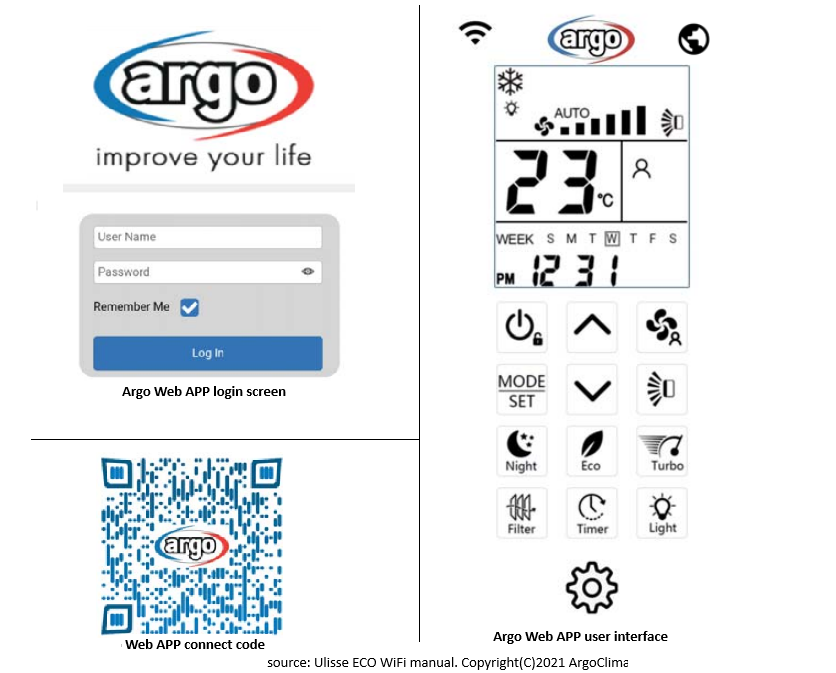 argo
improve your life
User Name
Password
Remember Me
Log In
Argo Web APP login screen
argo
Web APP connect code
argo
AUTO
23 °C
WEEK S M T W T F S
PM 12 31
MODE
SET
Night
Eco
Turbo
Filter
Timer
Light
Argo Web APP user interface
source: Ulisse ECO WiFi manual. Copyright(C)2021 ArgoClima